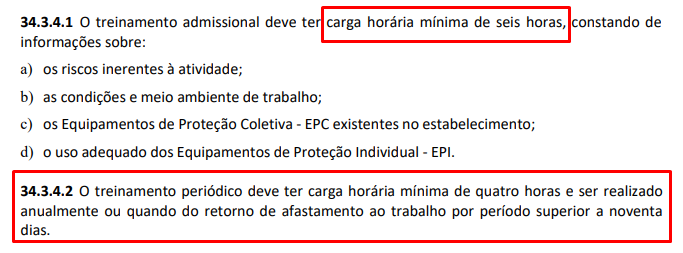 34.3.4.1 O treinamento admissional deve ter carga horária mínima de seis horas, constando de
informações sobre:
a) os riscos inerentes à atividade;
b) as condições e meio ambiente de trabalho;
c) os Equipamentos de Proteção Coletiva - EPC existentes no estabelecimento;
d) o uso adequado dos Equipamentos de Proteção Individual - EPI.
34.3.4.2 O treinamento periódico deve ter carga horária mínima de quatro horas e ser realizado
anualmente ou quando do retorno de afastamento ao trabalho por período superior a noventa
dias.